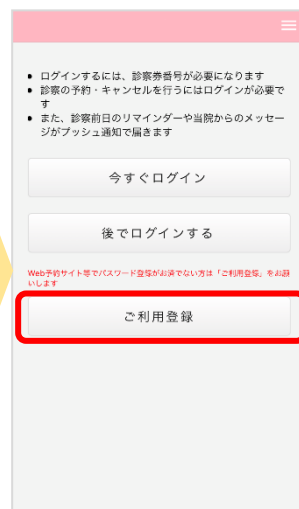 • ログインするには、診察券番号が必要になります
• 診察の予約・キャンセルを行うにはログインが必要で
す
• また、診察前日のリマインダーや当院からのメッセー
ジがプッシュ通知で届きます
今すぐログイン
後でログインする
Web予約サイト等でパスワード登録がお済でない方は「ご利用登録」をお願
いします
ご利用登録